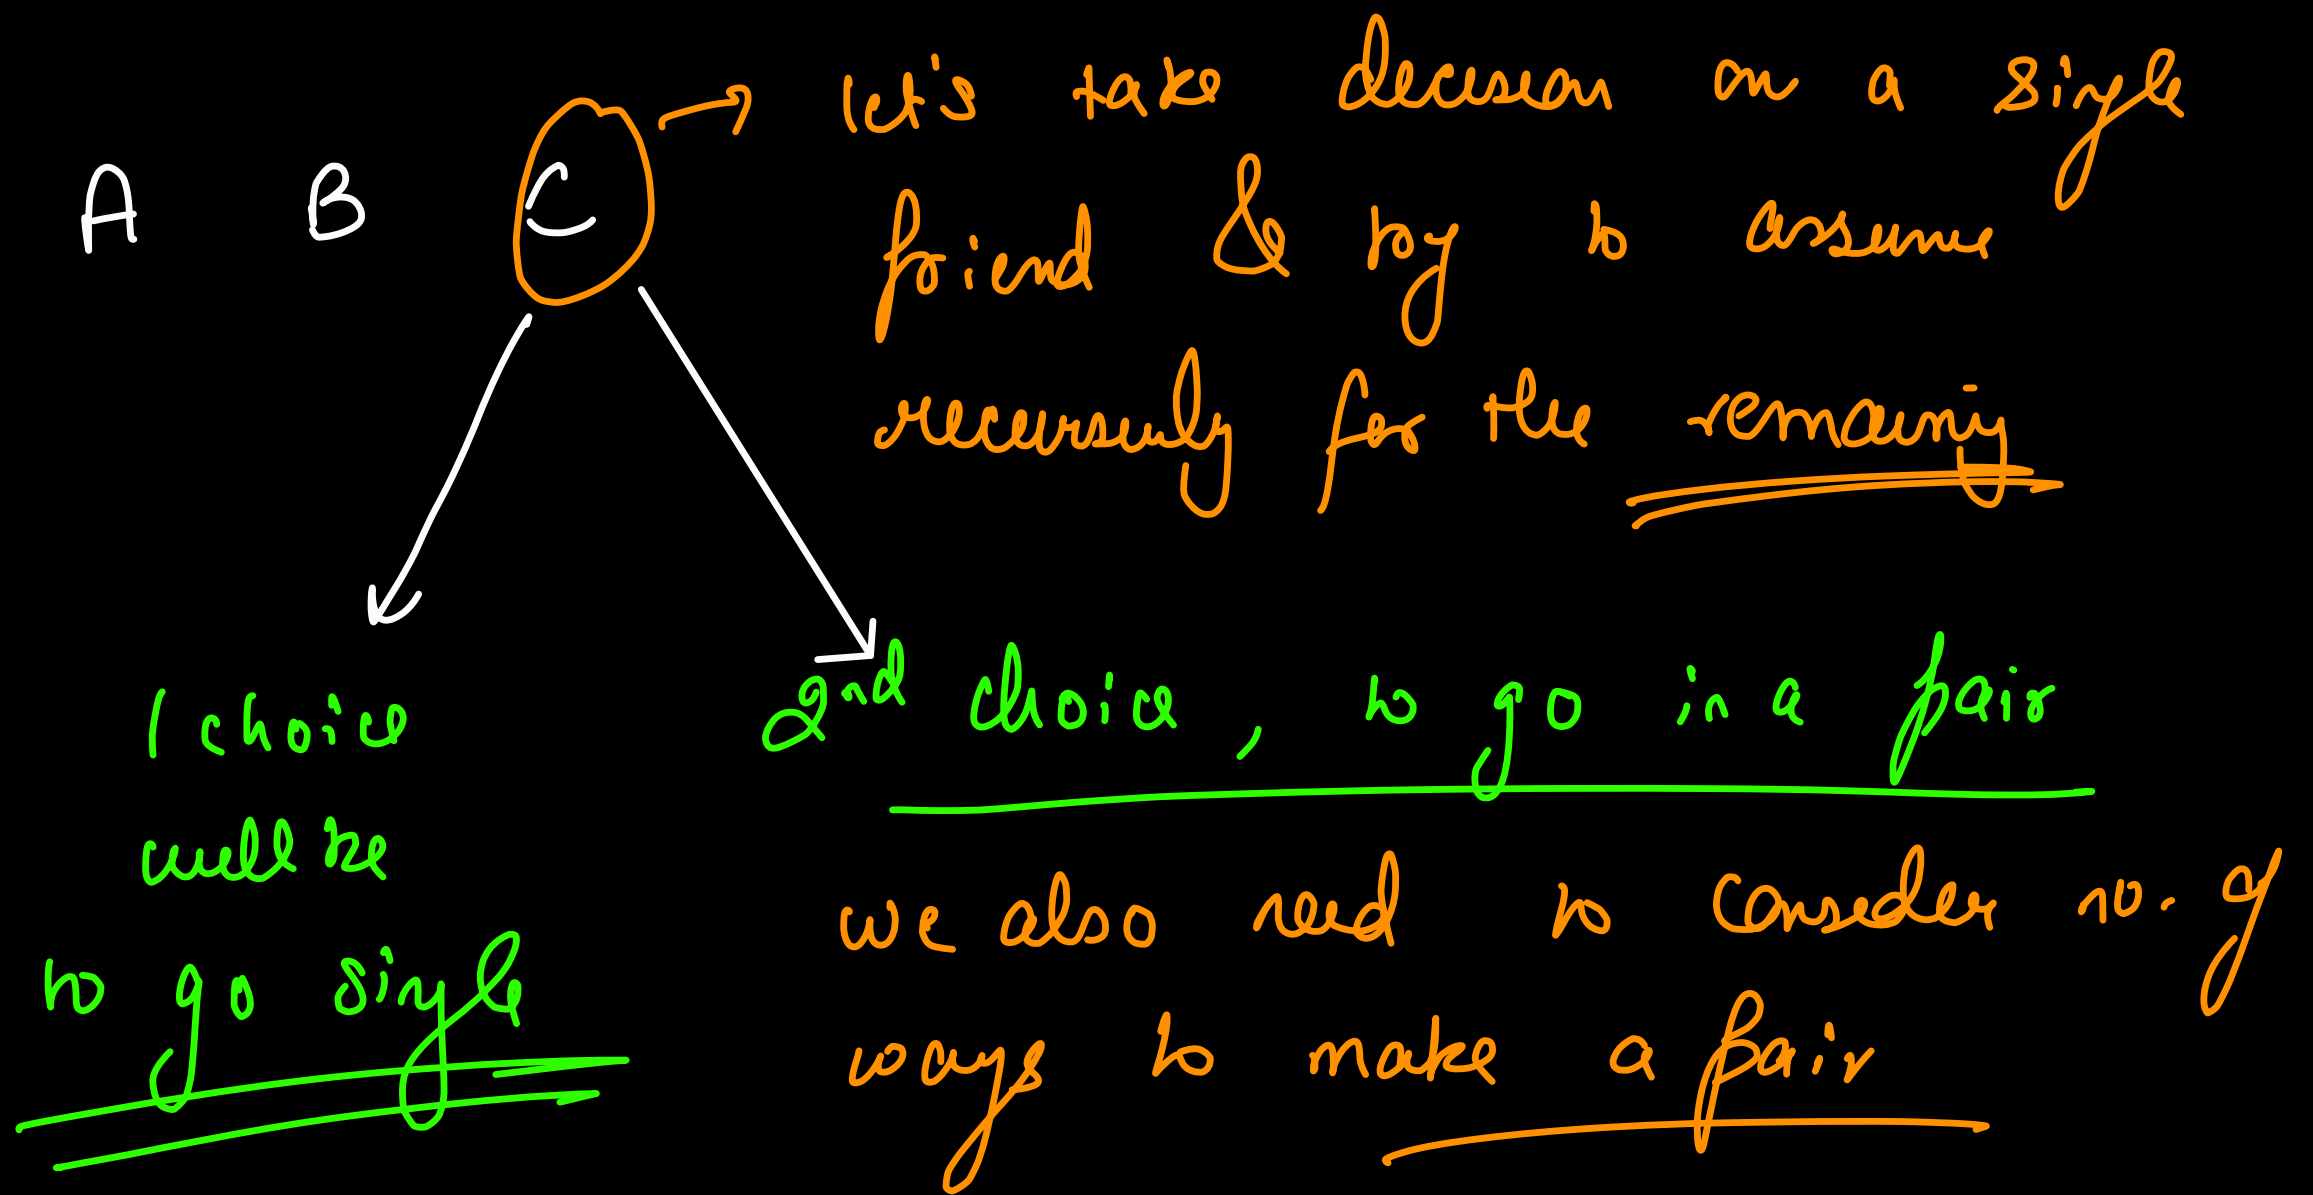 A B C → let's take decision on a single
friend & try to assume
recursively for the remaining
1 choice
will be
to go single
2nd choice, to go in a pair
we also need to consider no. of
ways to make a pair